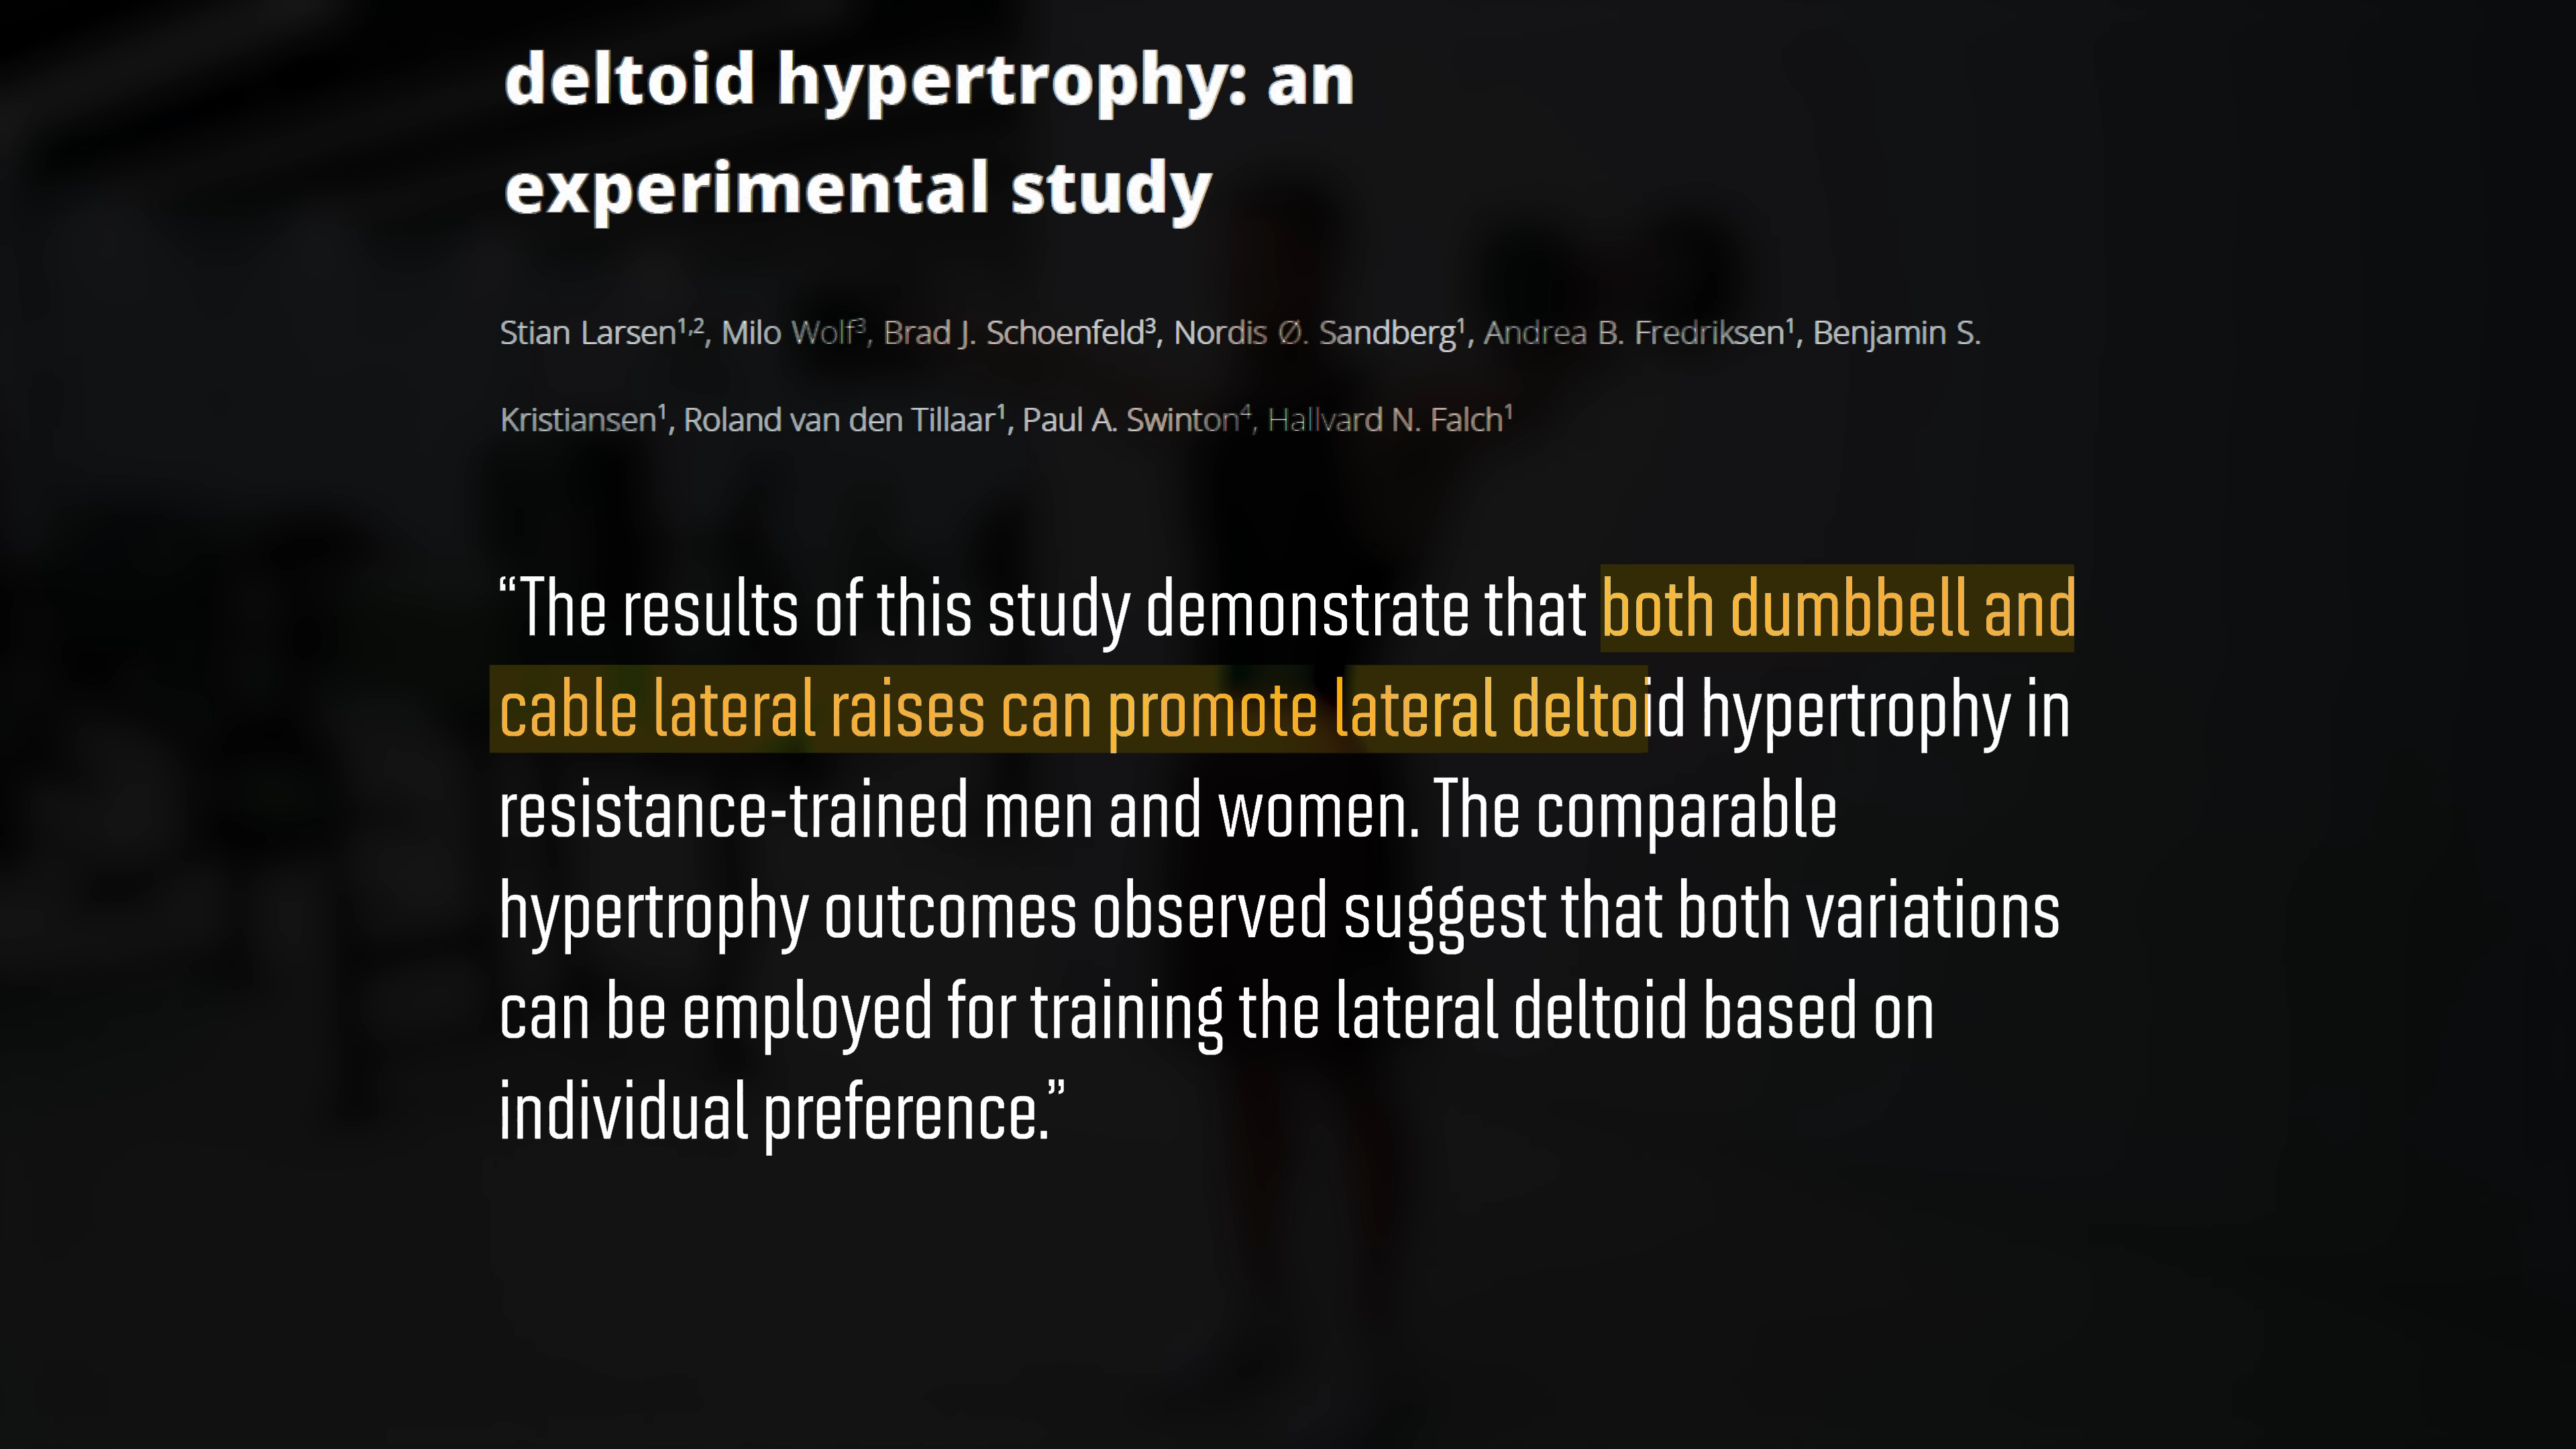 deltoid hypertrophy: an
experimental study
Stian Larsen¹,², Milo Wolf³, Brad J. Schoenfeld³, Nordis Ø. Sandberg¹, Andrea B. Fredriksen¹, Benjamin S.
Kristiansen¹, Roland van den Tillaar¹, Paul A. Swinton⁴, Hallvard N. Falch¹
“The results of this study demonstrate that both dumbbell and
cable lateral raises can promote lateral deltoid hypertrophy in
resistance-trained men and women. The comparable
hypertrophy outcomes observed suggest that both variations
can be employed for training the lateral deltoid based on
individual preference.”